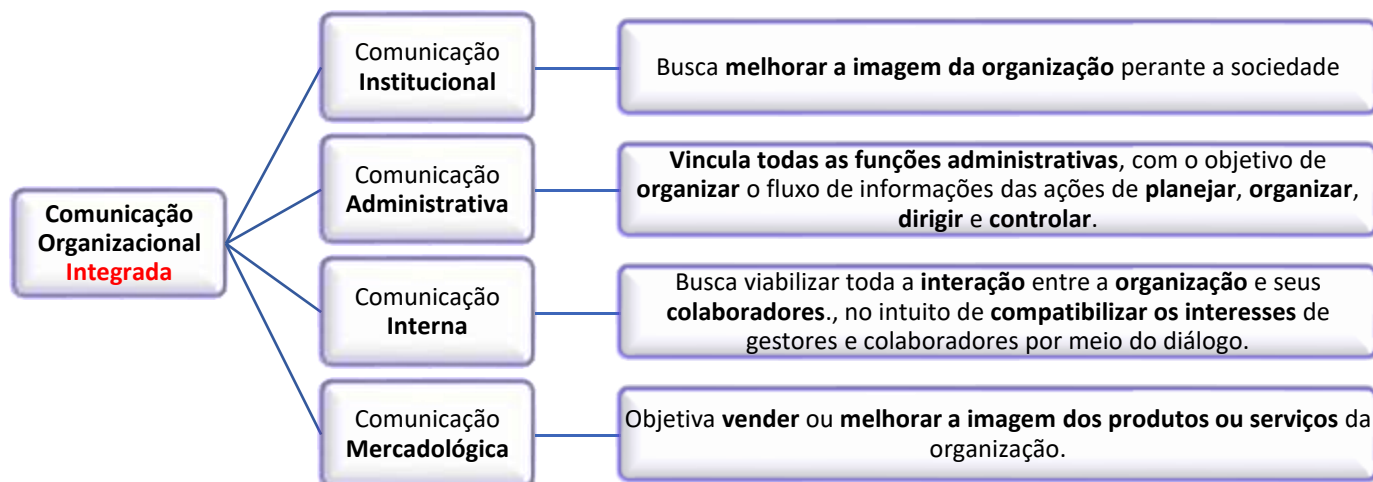 Comunicação
Institucional
Busca melhorar a imagem da organização perante a sociedade
Comunicação
Administrativa
Vincula todas as funções administrativas, com o objetivo de
organizar o fluxo de informações das ações de planejar, organizar,
dirigir e controlar.
Comunicação
Organizacional
Integrada
Comunicação
Interna
Busca viabilizar toda a interação entre a organização e seus
colaboradores., no intuito de compatibilizar os interesses de
gestores e colaboradores por meio do diálogo.
Comunicação
Mercadológica
Objetiva vender ou melhorar a imagem dos produtos ou serviços da
organização.